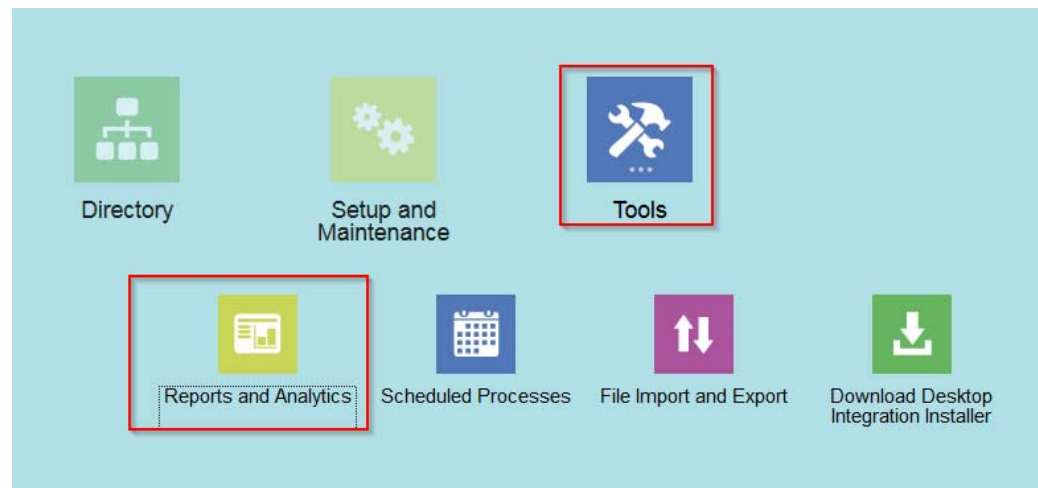 Directory
Setup and
Maintenance
Tools
Reports and Analytics
Scheduled Processes
File Import and Export
Download Desktop
Integration Installer